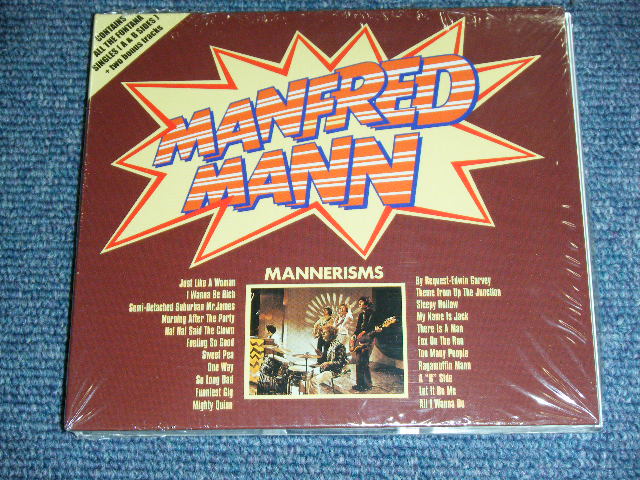 CONTAINS
ALL THE FONTANA
SINGLES (A & B SIDES)
+ two bonus tracks
MANFRED
MANN
MANNERISMS
Just Like A Woman
I Wanna Be Rich
Semi-Detached Suburban Mr.James
Morning After The Party
Ha! Ha! Said The Clown
Feeling So Good
Sweet Pea
One Way
So Long Dad
Funniest Gig
Mighty Quinn
By Request-Edwin Garvey
Theme From Up The Junction
Sleepy Hollow
My Name Is Jack
There Is A Man
Fox On The Run
Too Many People
Ragamuffin Mann
A "B" Side
Let It Be Me
All I Wanna Do